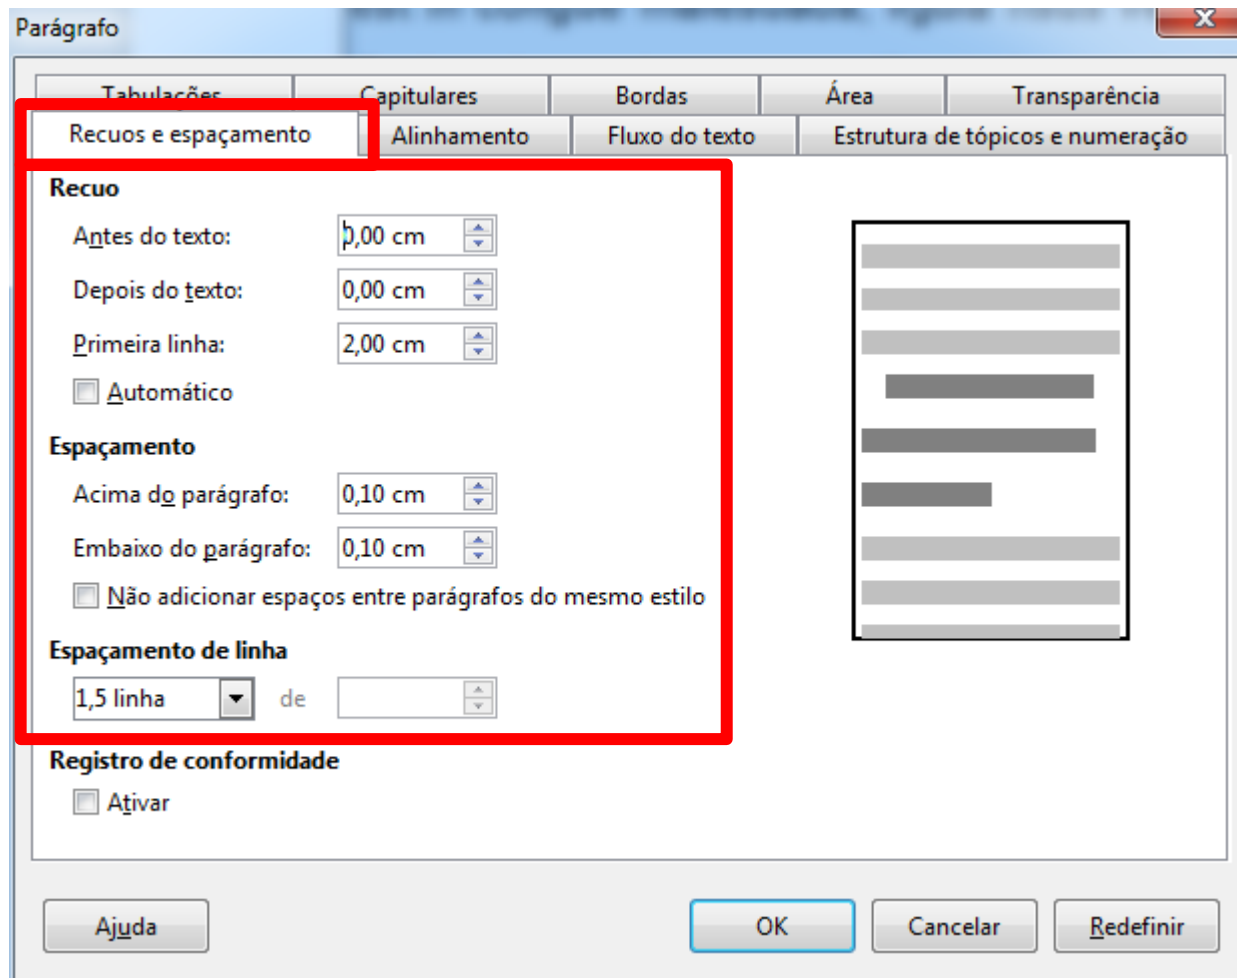 Parágrafo
X
Tabulações Capitulares Bordas Área Transparência
Recuos e espaçamento Alinhamento Fluxo do texto Estrutura de tópicos e numeração
Recuo
Antes do texto: 0,00 cm
Depois do texto: 0,00 cm
Primeira linha: 2,00 cm
Automático
Espaçamento
Acima do parágrafo: 0,10 cm
Embaixo do parágrafo: 0,10 cm
Não adicionar espaços entre parágrafos do mesmo estilo
Espaçamento de linha
1,5 linha de
Registro de conformidade
Ativar
Ajuda OK Cancelar Redefinir